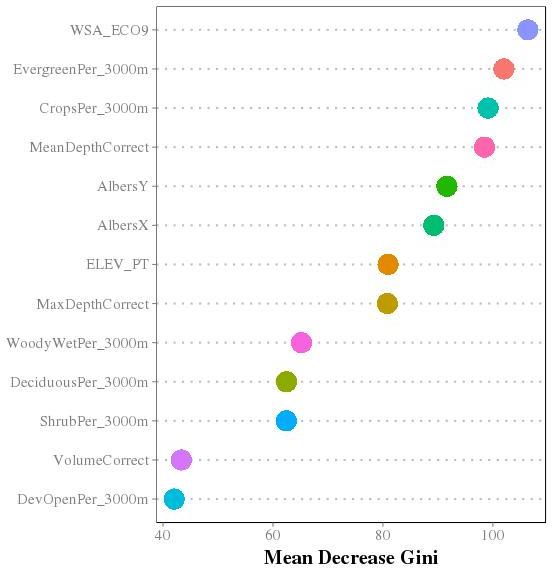 WSA_ECO9
EvergreenPer_3000m
CropsPer_3000m
MeanDepthCorrect
AlbersY
AlbersX
ELEV_PT
MaxDepthCorrect
WoodyWetPer_3000m
DeciduousPer_3000m
ShrubPer_3000m
VolumeCorrect
DevOpenPer_3000m
40 60 80 100
Mean Decrease Gini